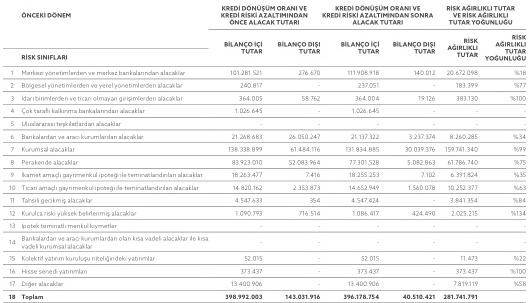 ÖNCEKİ DÖNEM
KREDİ DÖNÜŞÜM ORANI VE KREDİ RİSKİ AZALTIMINDAN ÖNCE ALACAK TUTARI
KREDİ DÖNÜŞÜM ORANI VE KREDİ RİSKİ AZALTIMINDAN SONRA ALACAK TUTARI
RİSK AĞIRLIKLI TUTAR VE RİSK AĞIRLIKLI TUTAR YOĞUNLUĞU
RİSK SINIFLARI BİLANÇO İÇİ TUTAR BİLANÇO DIŞI TUTAR BİLANÇO İÇİ TUTAR BİLANÇO DIŞI TUTAR RİSK AĞIRLIKLI TUTAR RİSK AĞIRLIKLI TUTAR YOĞUNLUĞU
1 Merkezi yönetimlerden ve merkez bankalarından alacaklar 101.281.521 276.670 111.908.918 140.012 20.672.098 %18
2 Bölgesel yönetimlerden ve yerel yönetimlerden alacaklar 240.817 - 237.051 - 183.399 %77
3 İdari birimlerden ve ticari olmayan girişimlerden alacaklar 364.005 58.762 364.004 19.126 383.130 %100
4 Çok taraflı kalkınma bankalarından alacaklar 1.026.645 - 1.026.645 - - -
5 Uluslararası teşkilatlardan alacaklar - - - - - -
6 Bankalardan ve aracı kurumlardan alacaklar 21.268.683 26.050.247 21.137.322 3.237.374 8.260.285 %34
7 Kurumsal alacaklar 138.338.899 61.484.116 131.834.885 30.039.376 159.741.340 %99
8 Perakende alacaklar 83.923.010 52.083.964 77.301.528 5.082.863 61.786.740 %75
9 İkamet amaçlı gayrimenkul ipoteği ile teminatlandırılan alacaklar 18.263.477 7.416 18.255.253 7.102 6.391.824 %35
10 Ticari amaçlı gayrimenkul ipoteği ile teminatlandırılan alacaklar 14.820.162 2.353.873 14.652.949 1.560.078 10.252.377 %63
11 Tahsili gecikmiş alacaklar 4.547.633 354 4.547.424 - 3.841.354 %84
12 Kurulca riski yüksek belirlenmiş alacaklar 1.090.793 716.514 1.086.417 424.490 2.025.215 %134
13 İpotek teminatlı menkul kıymetler - - - - - -
14 Bankalardan ve aracı kurumlardan olan kısa vadeli alacaklar ile kısa vadeli kurumsal alacaklar - - - - - -
15 Kolektif yatırım kuruluşu niteliğindeki yatırımlar 52.015 - 52.015 - 11.473 %22
16 Hisse senedi yatırımları 373.437 - 373.437 - 373.437 %100
17 Diğer alacaklar 13.400.906 - 13.400.906 - 7.819.119 %58
18 Toplam 398.992.003 143.031.916 396.178.754 40.510.421 281.741.791